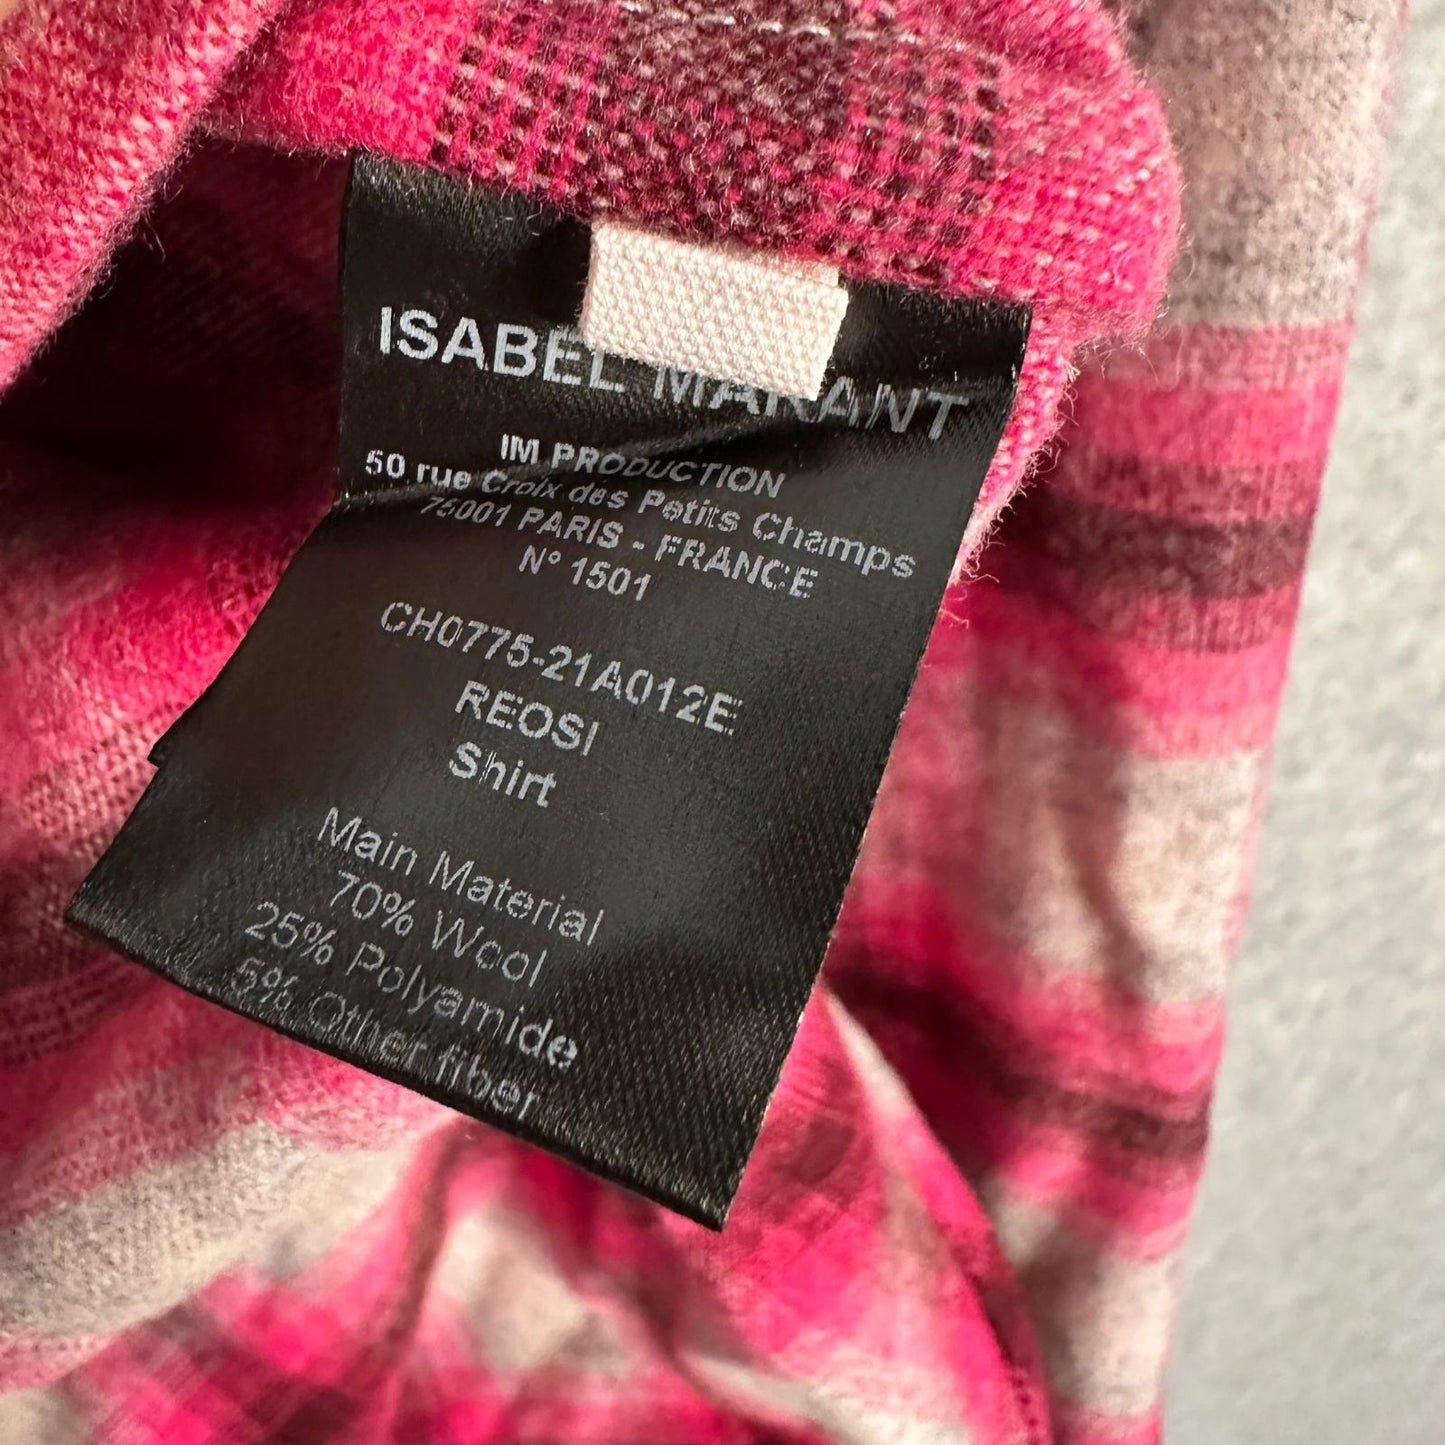 ISABEL MARANT
IM PRODUCTION
50 rue Croix des Petits Champs
75001 PARIS - FRANCE
N° 1501
CH0775-21A012E
REOSI
Shirt
Main Material
70% Wool
25% Polyamide
5% Other fiber